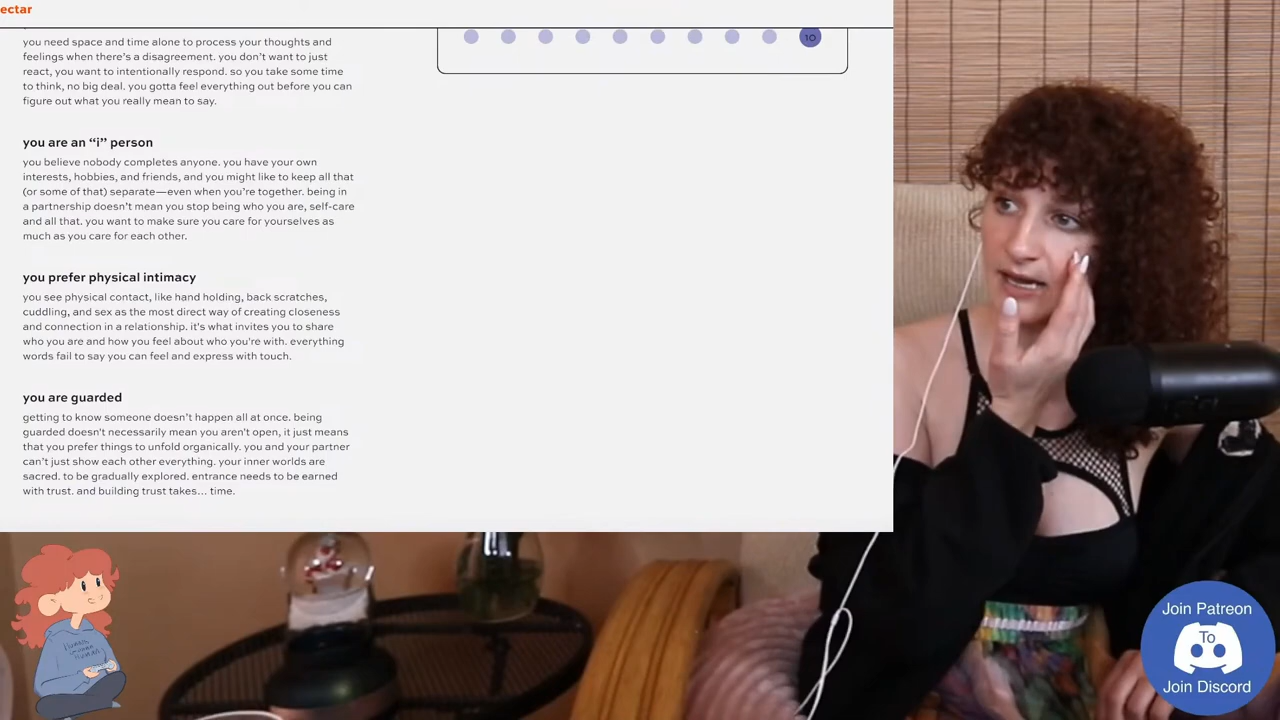 ectar
you need space and time alone to process your thoughts and
feelings when there's a disagreement. you don't want to just
react, you want to intentionally respond. so you take some time
to think, no big deal. you gotta feel everything out before you can
figure out what you really mean to say.
10
you are an “i” person
you believe nobody completes anyone. you have your own
interests, hobbies, and friends, and you might like to keep all that
(or some of that) separate—even when you're together. being in
a partnership doesn't mean you stop being who you are, self-care
and all that. you want to make sure you care for yourselves as
much as you care for each other.
you prefer physical intimacy
you see physical contact, like hand holding, back scratches,
cuddling, and sex as the most direct way of creating closeness
and connection in a relationship. it's what invites you to share
who you are and how you feel about who you're with. everything
words fail to say you can feel and express with touch.
you are guarded
getting to know someone doesn't happen all at once. being
guarded doesn't necessarily mean you aren't open, it just means
that you prefer things to unfold organically. you and your partner
can't just show each other everything. your inner worlds are
sacred. to be gradually explored. entrance needs to be earned
with trust. and building trust takes... time.
Join Patreon
To
Join Discord